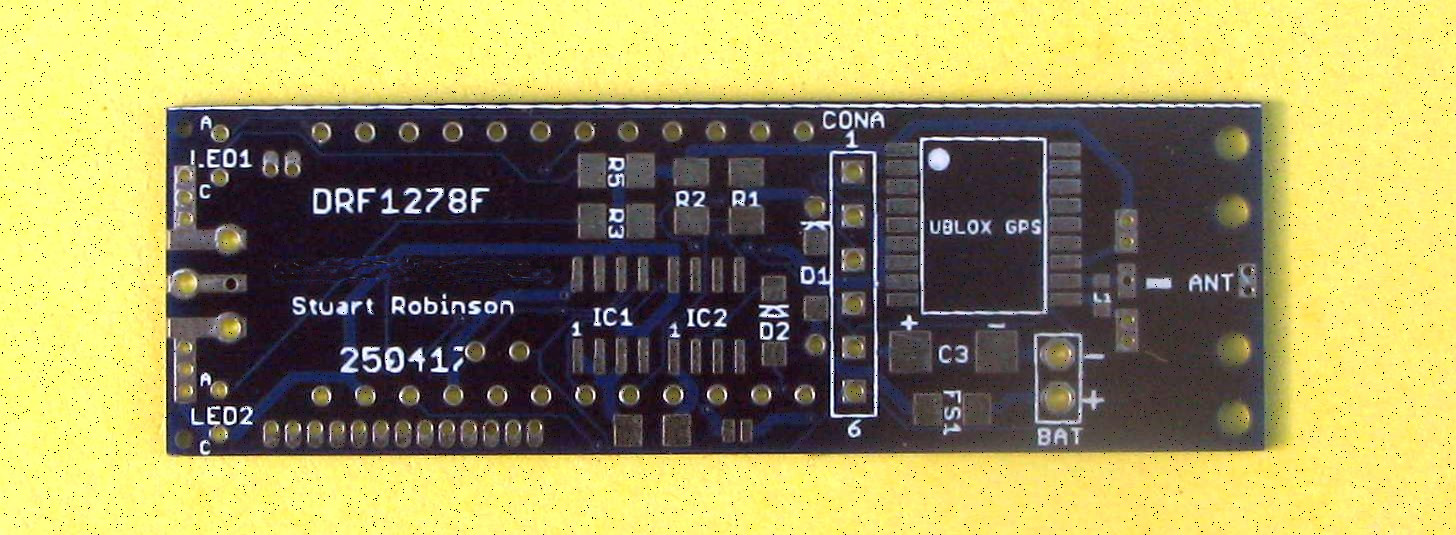 A
LED1
C
DRF1278F
Stuart Robinson
250417
A
LED2
C
R5
R3
R2
R1
IC1
1
IC2
1
D1
D2
CONA
1
6
UBLOX GPS
+
-
C3
FS1
L1
- ANT
-
+
BAT